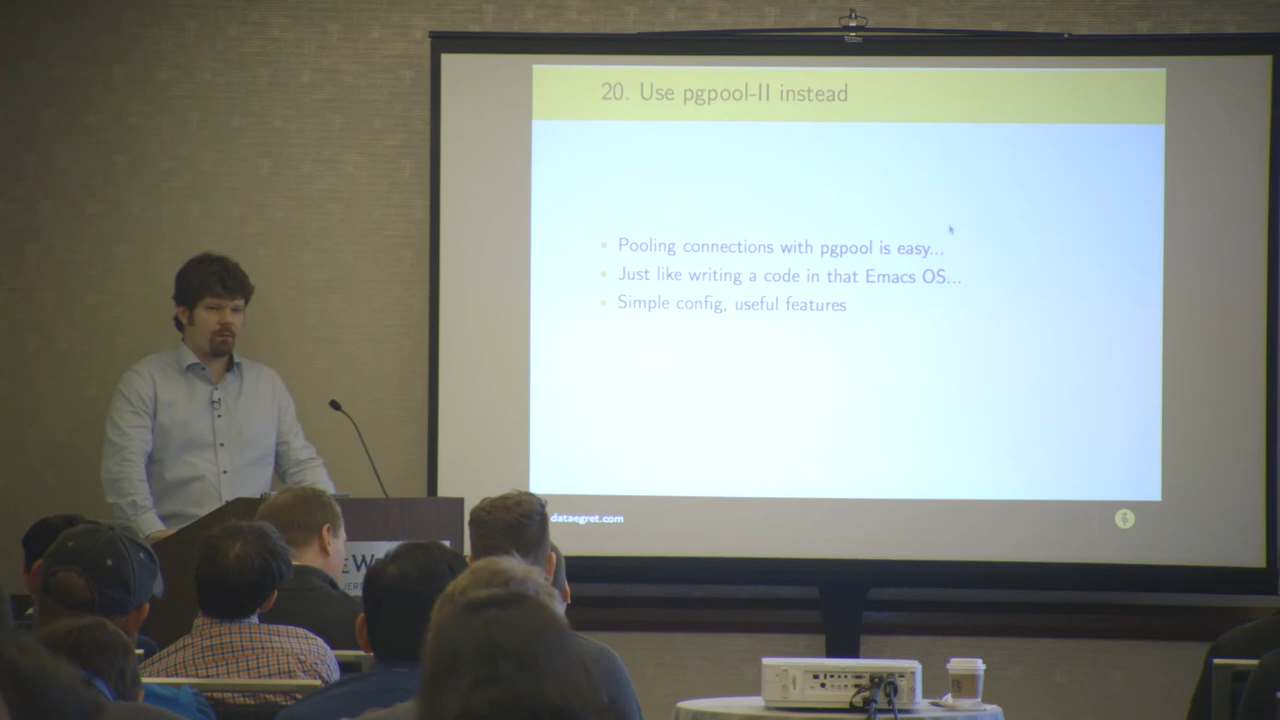 20. Use pgpool-II instead
Pooling connections with pgpool is easy...
Just like writing a code in that Emacs OS...
Simple config, useful features
dataegret.com